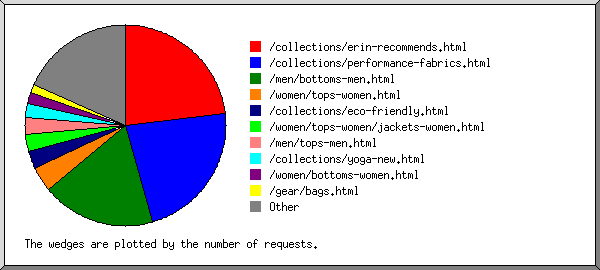 /collections/erin-recommends.html
/collections/performance-fabrics.html
/men/bottoms-men.html
/women/tops-women.html
/collections/eco-friendly.html
/women/tops-women/jackets-women.html
/men/tops-men.html
/collections/yoga-new.html
/women/bottoms-women.html
/gear/bags.html
Other
The wedges are plotted by the number of requests.